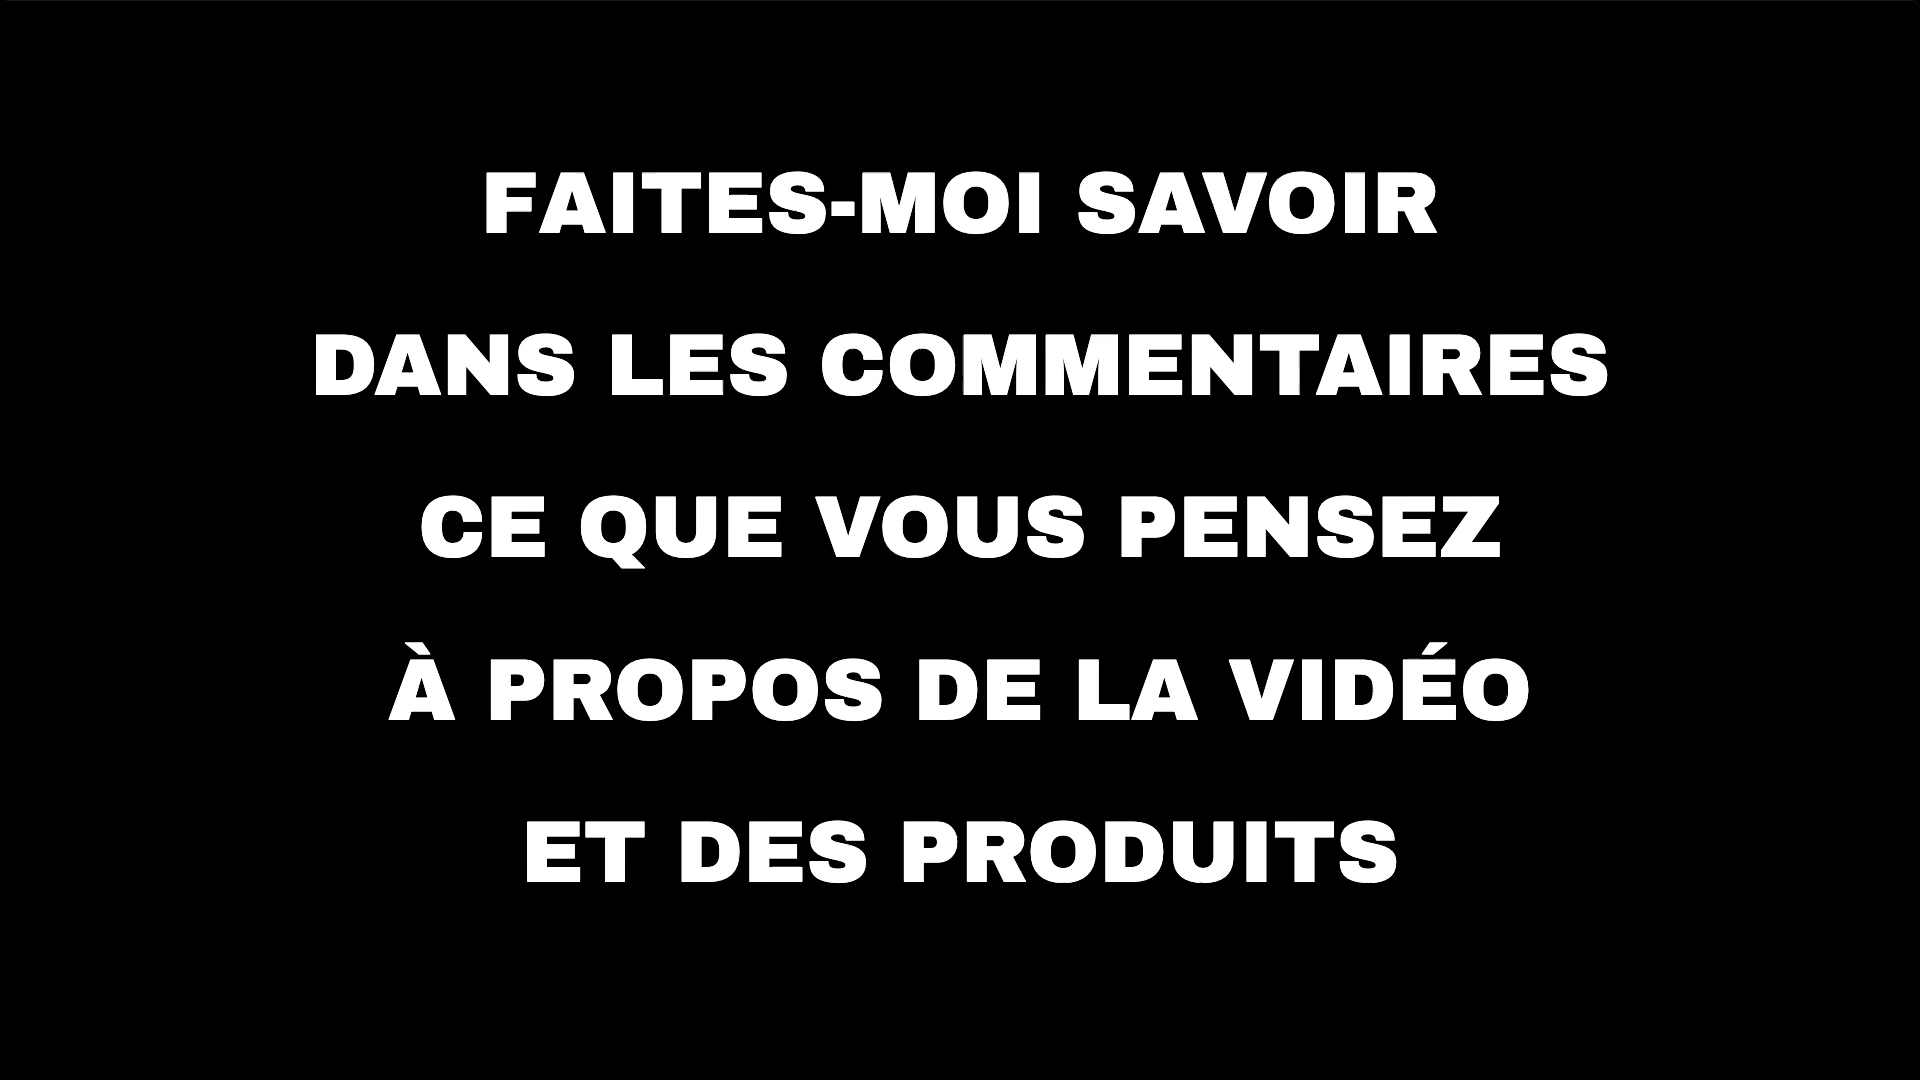 FAITES-MOI SAVOIR
DANS LES COMMENTAIRES
CE QUE VOUS PENSEZ
À PROPOS DE LA VIDÉO
ET DES PRODUITS